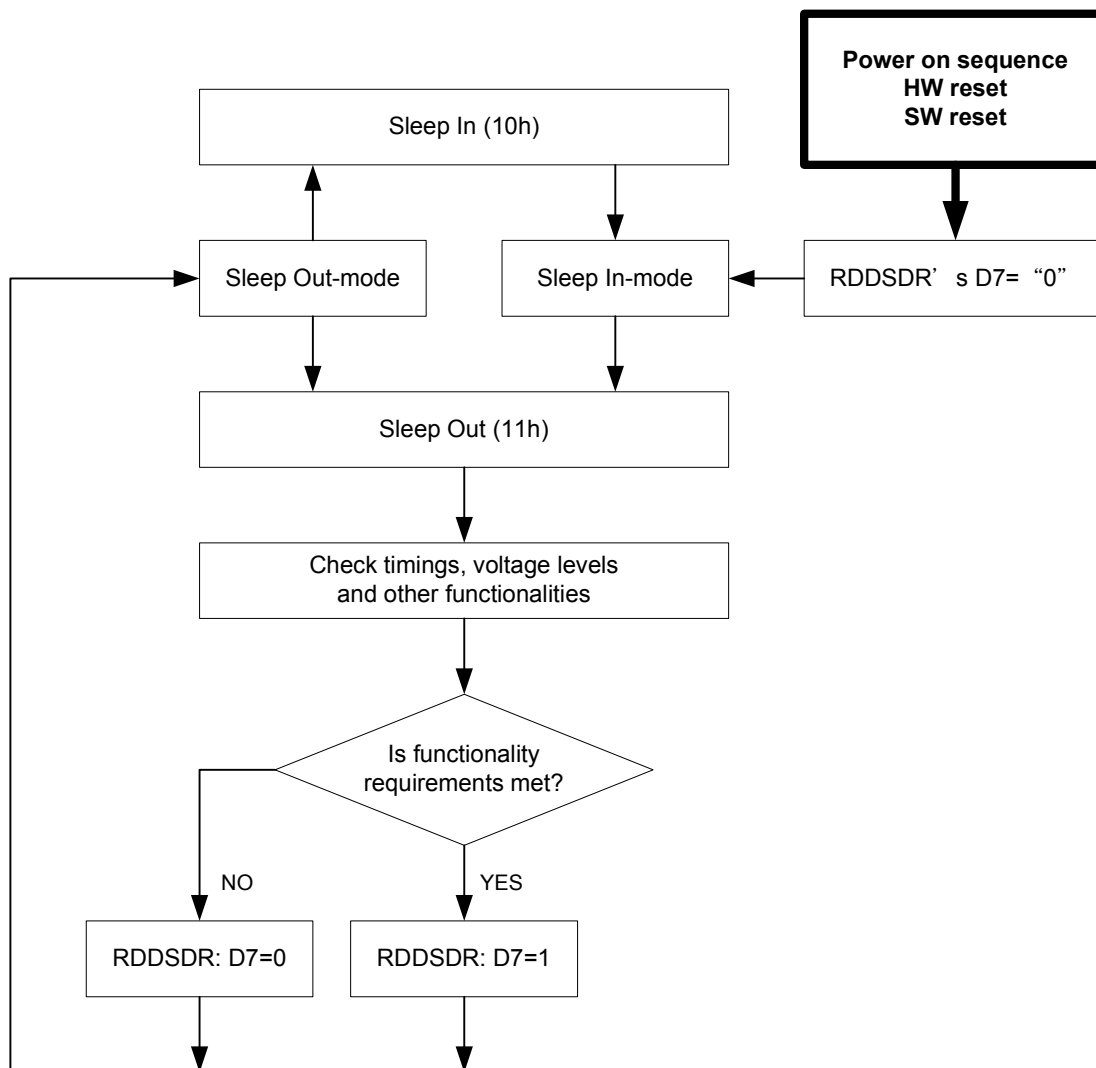 Power on sequence
HW reset
SW reset
Sleep In (10h)
Sleep Out-mode
Sleep In-mode
RDDSDR’ s D7= “0”
Sleep Out (11h)
Check timings, voltage levels
and other functionalities
Is functionality
requirements met?
NO
YES
RDDSDR: D7=0
RDDSDR: D7=1